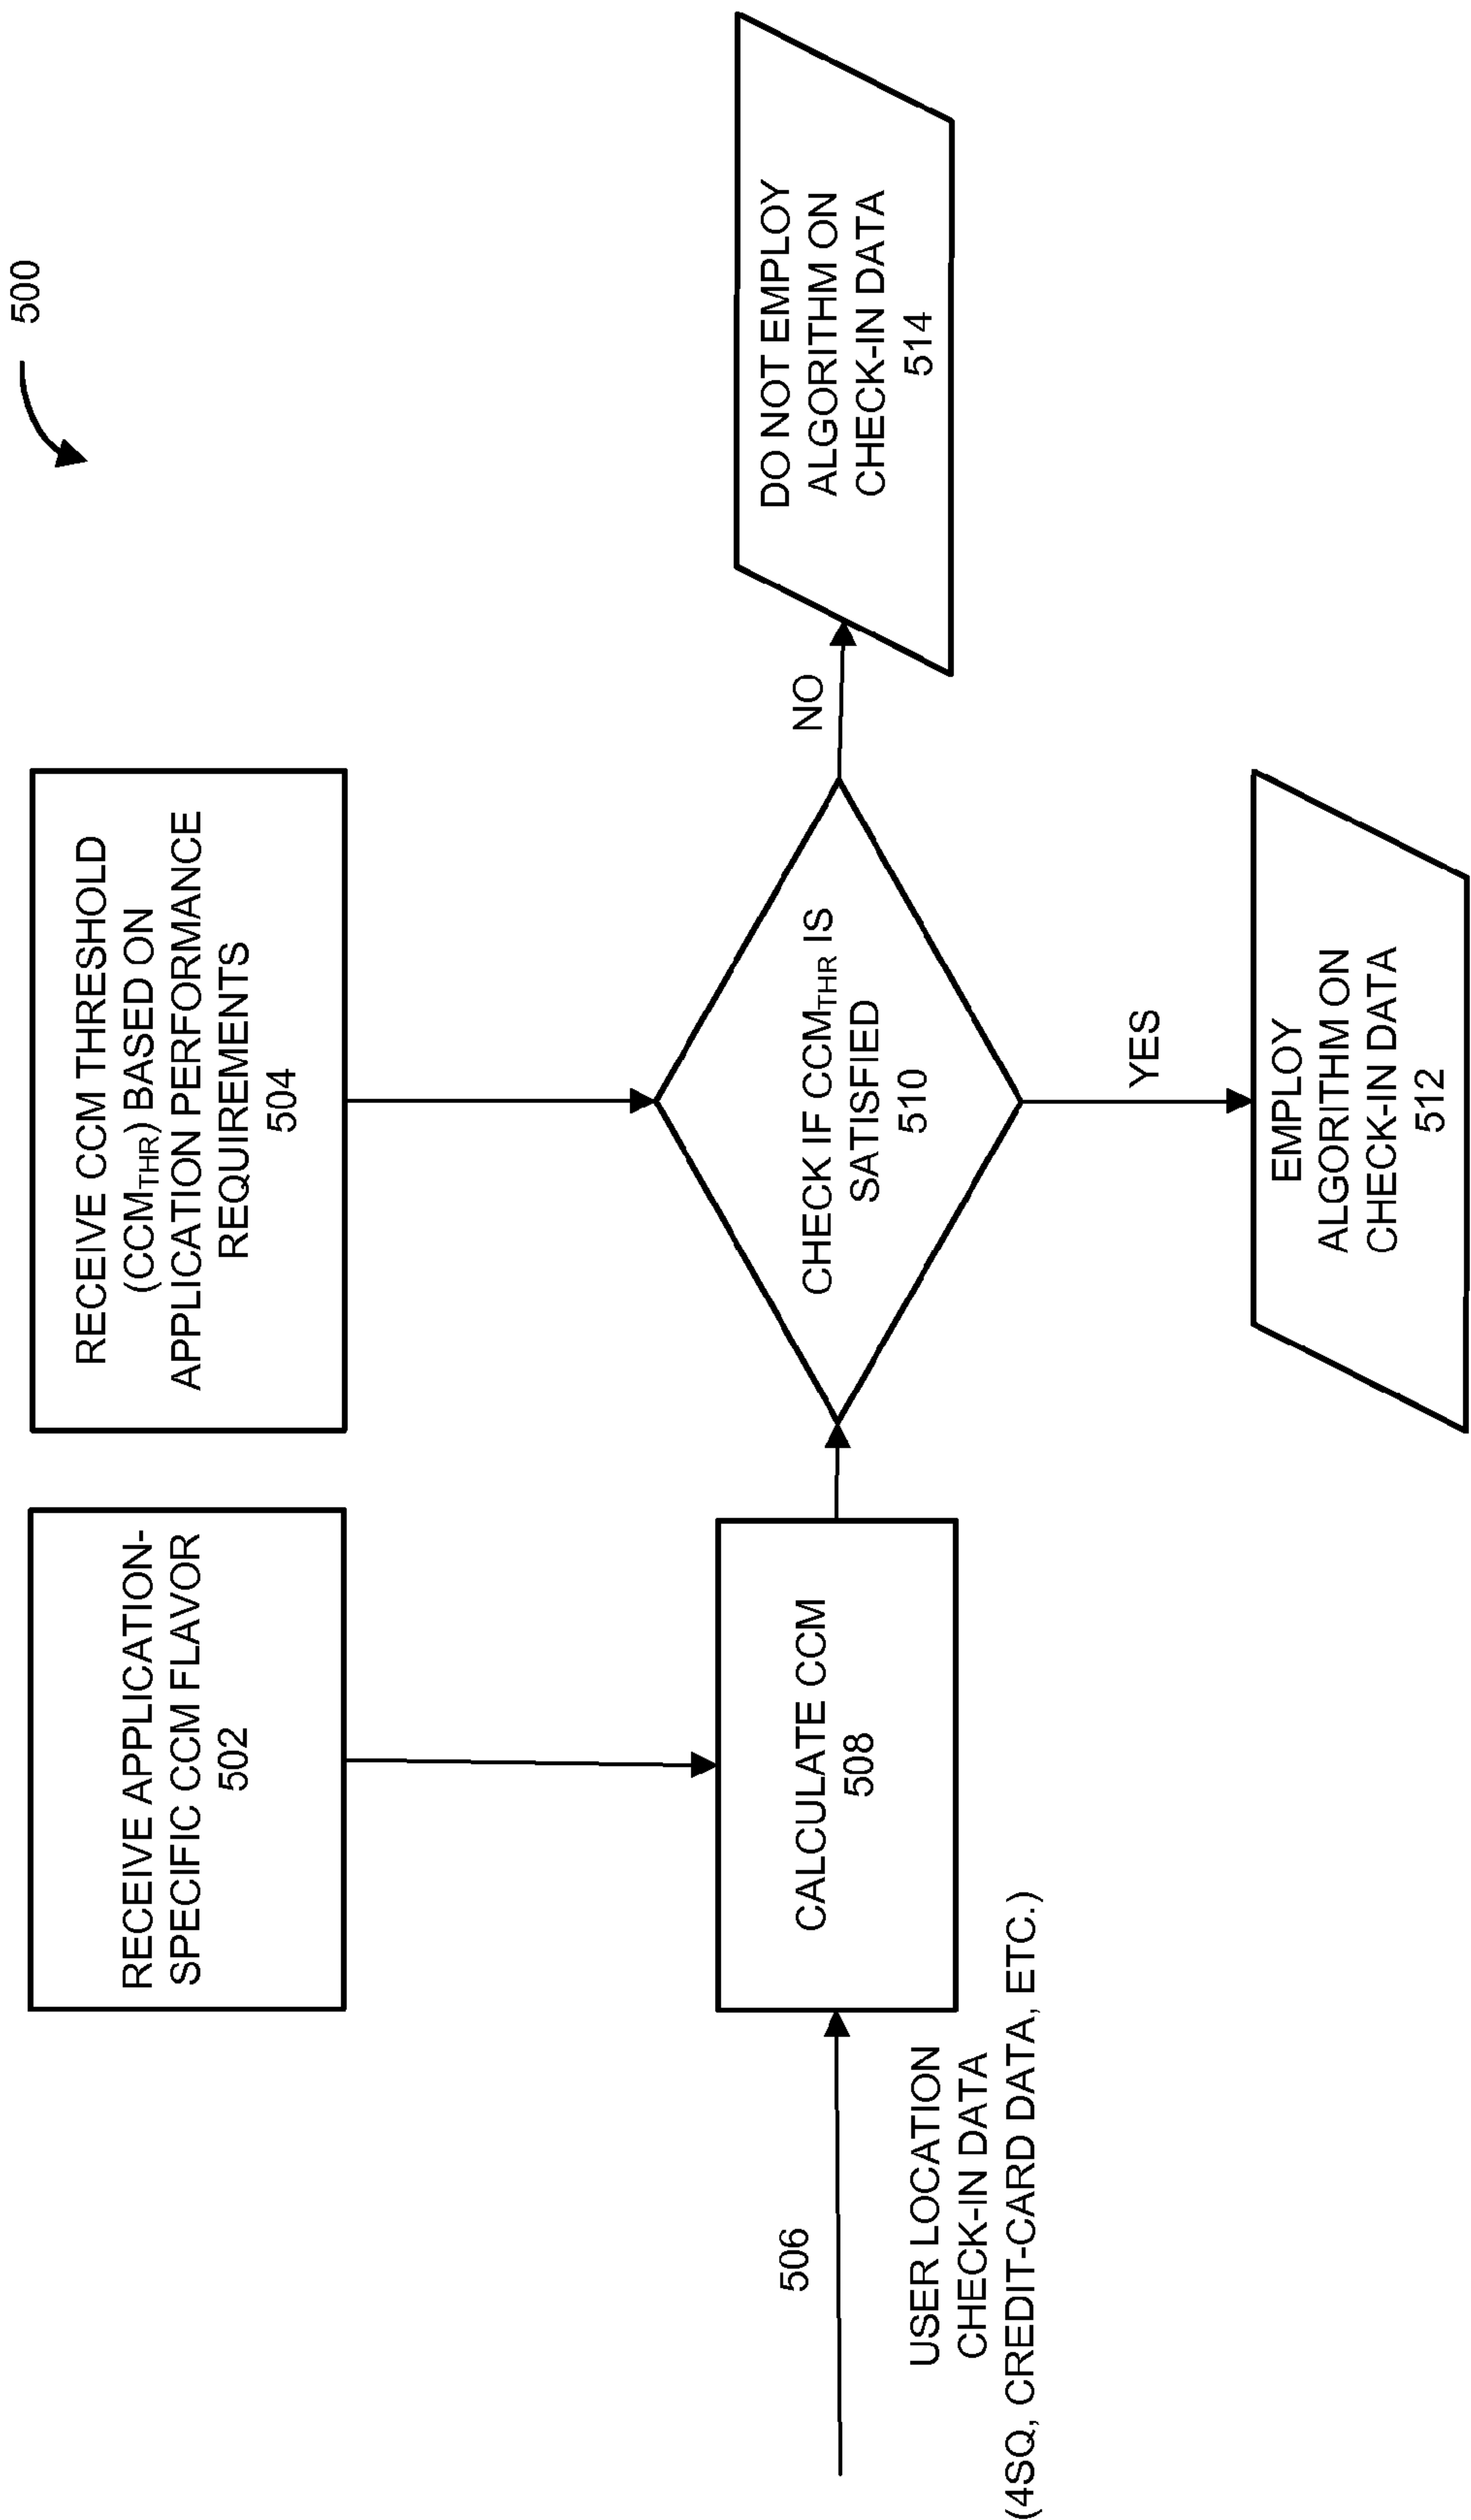 500
RECEIVE APPLICATION-
SPECIFIC CCM FLAVOR
502
RECEIVE CCM THRESHOLD
(CCMTHR) BASED ON
APPLICATION PERFORMANCE
REQUIREMENTS
504
506
USER LOCATION
CHECK-IN DATA
(4SQ, CREDIT-CARD DATA, ETC.)
CALCULATE CCM
508
CHECK IF CCMTHR IS
SATISFIED
510
NO
DO NOT EMPLOY
ALGORITHM ON
CHECK-IN DATA
514
YES
EMPLOY
ALGORITHM ON
CHECK-IN DATA
512